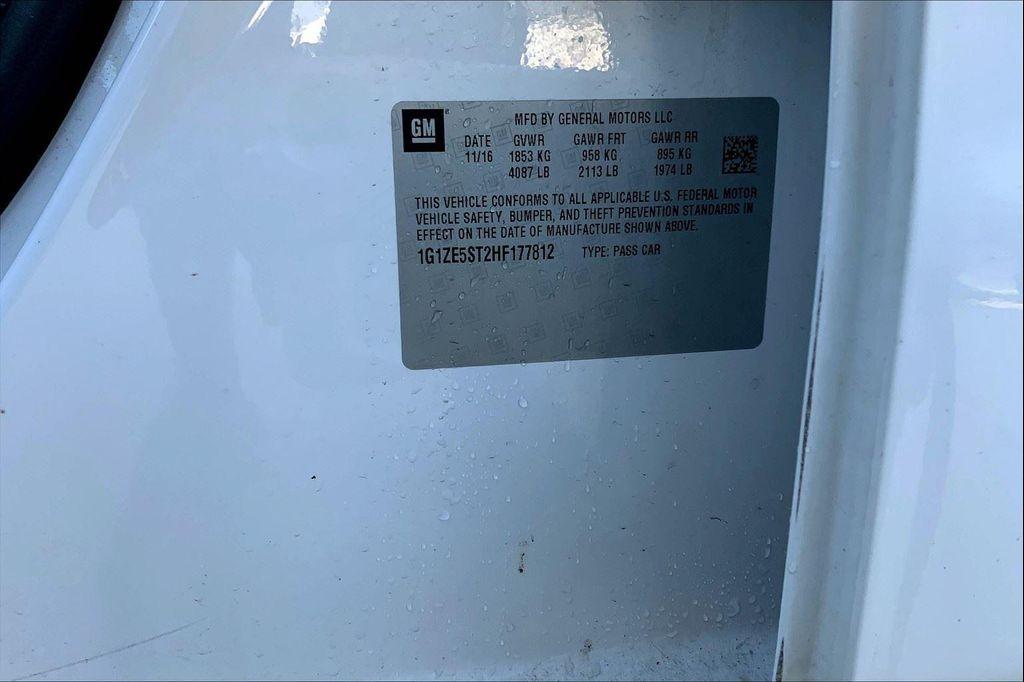 GM
MFD BY GENERAL MOTORS LLC
DATE GVWR GAWR FRT GAWR RR
11/16 1853 KG 958 KG 895 KG
4087 LB 2113 LB 1974 LB
THIS VEHICLE CONFORMS TO ALL APPLICABLE U.S. FEDERAL MOTOR
VEHICLE SAFETY, BUMPER, AND THEFT PREVENTION STANDARDS IN
EFFECT ON THE DATE OF MANUFACTURE SHOWN ABOVE.
1G1ZE5ST2HF177812 TYPE: PASS CAR